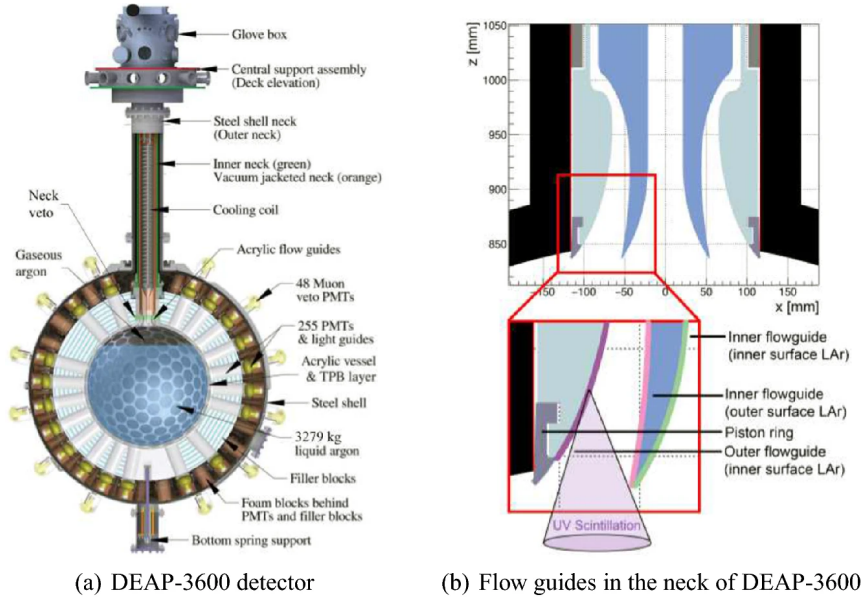 Glove box
Central support assembly
(Deck elevation)
Steel shell neck
(Outer neck)
Inner neck (green)
Vacuum jacketed neck (orange)
Neck
veto
Cooling coil
Gaseous
argon
Acrylic flow guides
48 Muon
veto PMTs
255 PMTs
& light guides
Acrylic vessel
& TPB layer
Steel shell
3279 kg
liquid argon
Filler blocks
Foam blocks behind
PMTs and filler blocks
Bottom spring support
(a) DEAP-3600 detector
z [mm]
1050
1000
950
900
850
−150
−100
−50
0
50
100
150
x [mm]
Inner flowguide
(inner surface LAr)
Inner flowguide
(outer surface LAr)
Piston ring
Outer flowguide
(inner surface LAr)
UV Scintillation
(b) Flow guides in the neck of DEAP-3600